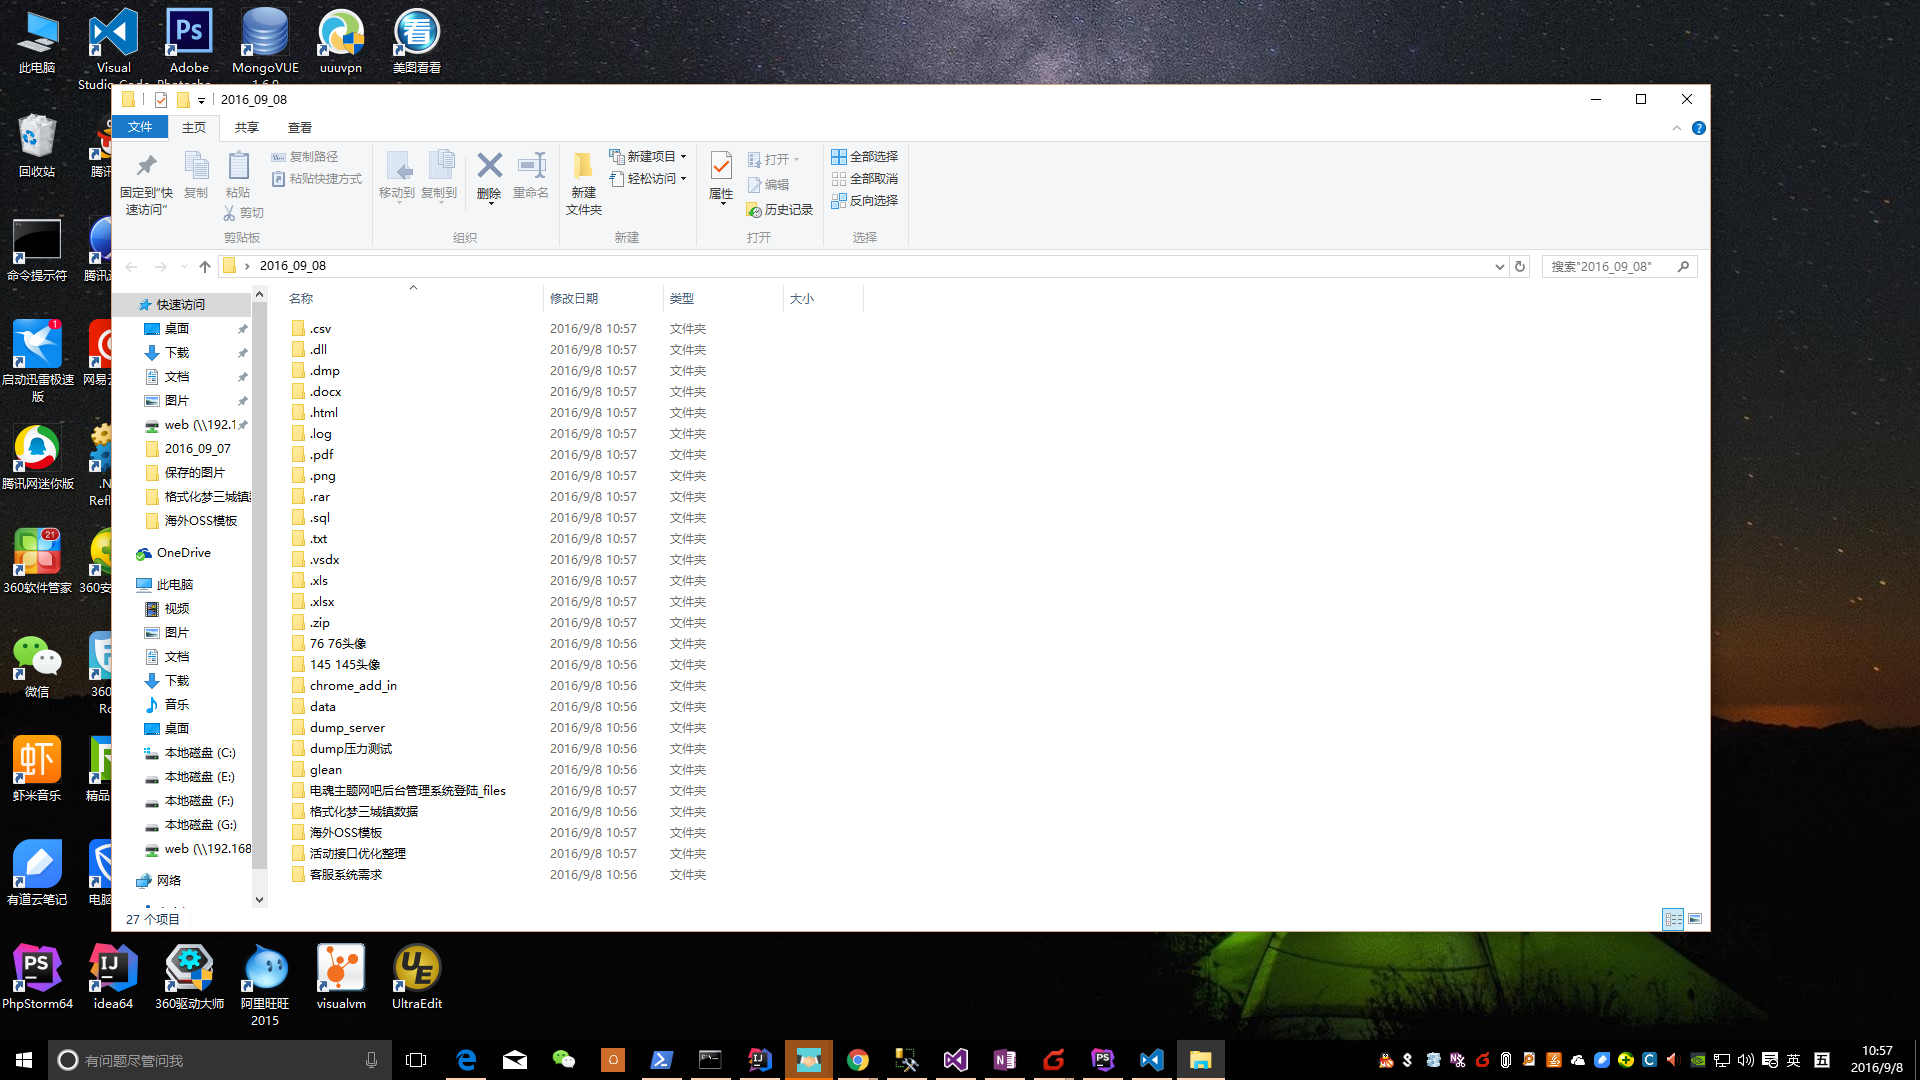 此电脑
Visual
Studio Code
Adobe
MongoVUE
uuuvpn
美图看看
2016_09_08
文件
主页
共享
查看
固定到"快
速访问"
复制
粘贴
复制路径
粘贴快捷方式
剪切
剪贴板
移动到
复制到
删除
重命名
组织
新建
文件夹
新建项目
轻松访问
新建
属性
打开
编辑
历史记录
打开
全部选择
全部取消
反向选择
选择
2016_09_08
搜索"2016_09_08"
快速访问
桌面
下载
文档
图片
web (\\192.1
2016_09_07
保存的图片
格式化梦三城镇
海外OSS模板
OneDrive
此电脑
视频
图片
文档
下载
音乐
桌面
本地磁盘 (C:)
本地磁盘 (E:)
本地磁盘 (F:)
本地磁盘 (G:)
web (\\192.168
网络
名称
修改日期
类型
大小
.csv 2016/9/8 10:57 文件夹
.dll 2016/9/8 10:57 文件夹
.dmp 2016/9/8 10:57 文件夹
.docx 2016/9/8 10:57 文件夹
.html 2016/9/8 10:57 文件夹
.log 2016/9/8 10:57 文件夹
.pdf 2016/9/8 10:57 文件夹
.png 2016/9/8 10:57 文件夹
.rar 2016/9/8 10:57 文件夹
.sql 2016/9/8 10:57 文件夹
.txt 2016/9/8 10:57 文件夹
.vsdx 2016/9/8 10:57 文件夹
.xls 2016/9/8 10:57 文件夹
.xlsx 2016/9/8 10:57 文件夹
.zip 2016/9/8 10:57 文件夹
76 76头像 2016/9/8 10:56 文件夹
145 145头像 2016/9/8 10:56 文件夹
chrome_add_in 2016/9/8 10:56 文件夹
data 2016/9/8 10:56 文件夹
dump_server 2016/9/8 10:56 文件夹
dump压力测试 2016/9/8 10:56 文件夹
glean 2016/9/8 10:56 文件夹
电魂主题网吧后台管理系统登陆_files 2016/9/8 10:57 文件夹
格式化梦三城镇数据 2016/9/8 10:56 文件夹
海外OSS模板 2016/9/8 10:57 文件夹
活动接口优化整理 2016/9/8 10:57 文件夹
客服系统需求 2016/9/8 10:56 文件夹
27 个项目
回收站
腾讯
命令提示符
腾讯
启动迅雷极速
版
网易
腾讯网迷你版
.N
Refl
360软件管家
360安
微信
360
Ro
虾米音乐
精品
有道云笔记
电脑
PhpStorm64
idea64
360驱动大师
阿里旺旺
2015
visualvm
UltraEdit
有问题尽管问我
英
五
10:57
2016/9/8